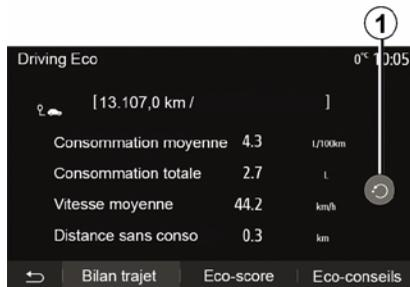 1
Driving Eco 0°C 10:05
[13.107,0 km / ]
Consommation moyenne 4.3 L/100km
Consommation totale 2.7 L
Vitesse moyenne 44.2 km/h
Distance sans conso 0.3 km
Bilan trajet Eco-score Eco-conseils